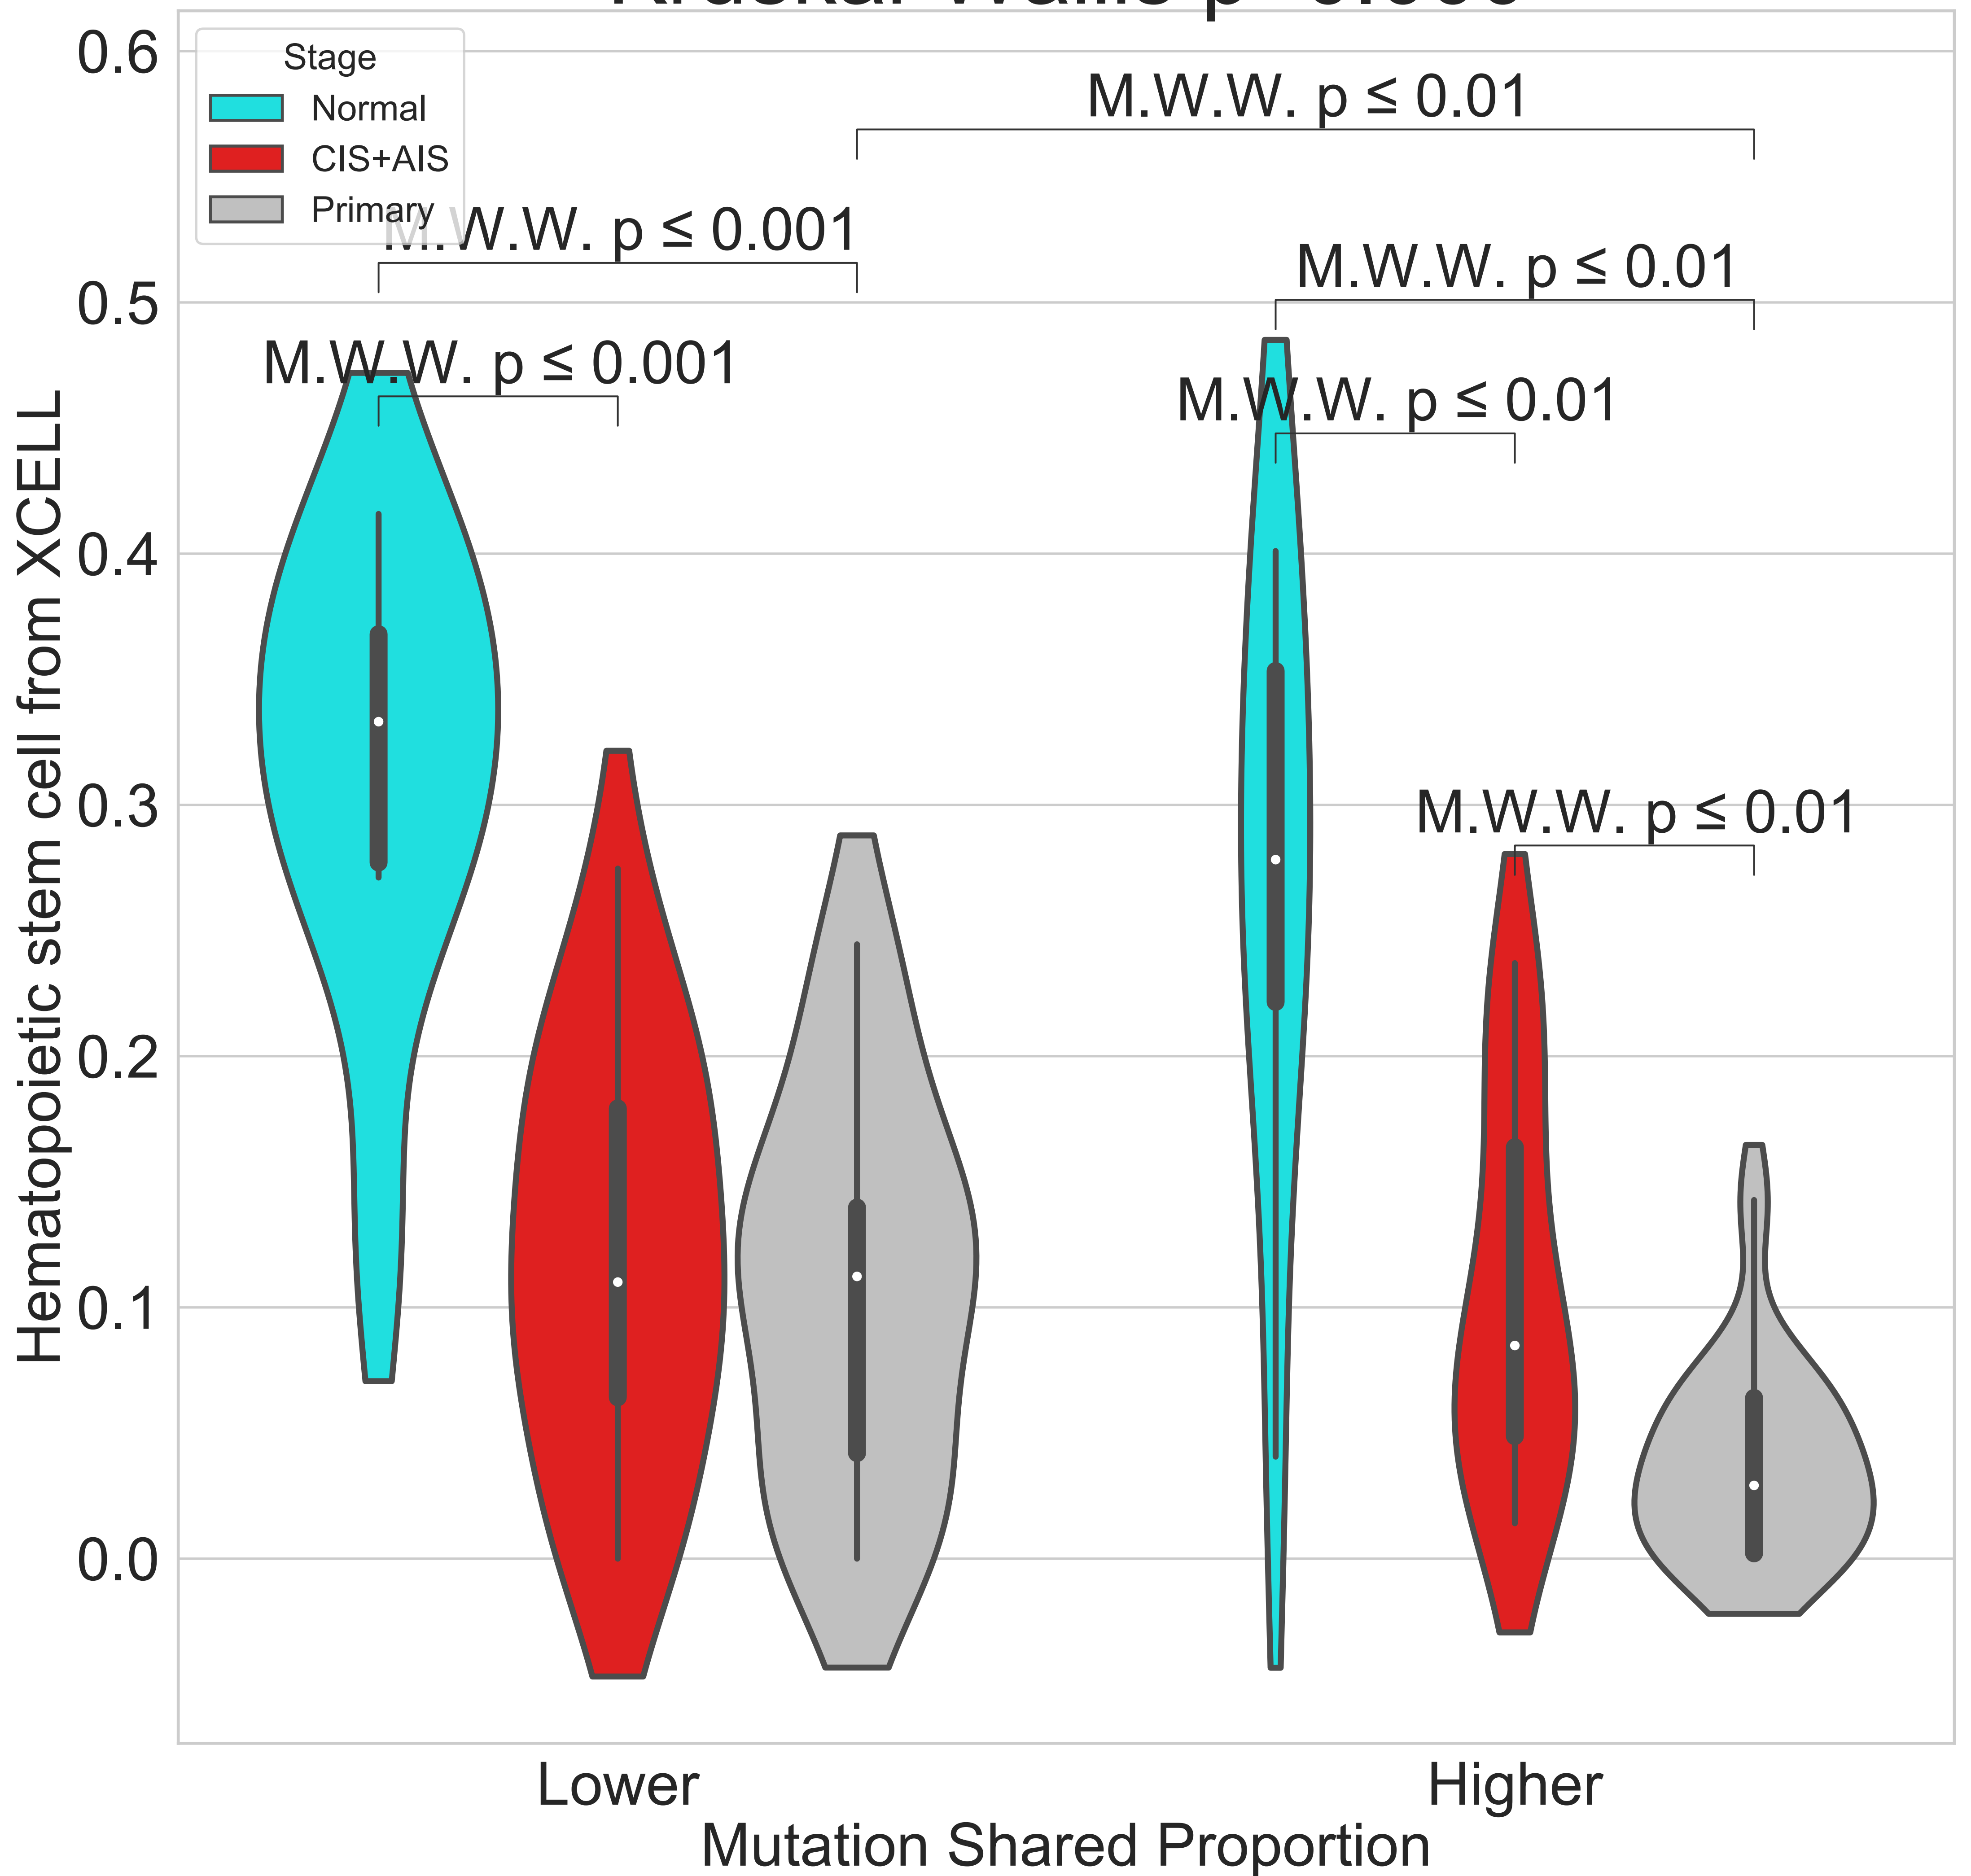 0.6
0.5
0.4
0.3
0.2
0.1
0.0
Hematopoietic stem cell from XCELL
Stage
Normal
CIS+AIS
Primary
M.W.W. p ≤ 0.01
M.W.W. p ≤ 0.001
M.W.W. p ≤ 0.01
M.W.W. p ≤ 0.001
M.W.W. p ≤ 0.01
M.W.W. p ≤ 0.01
Lower
Higher
Mutation Shared Proportion